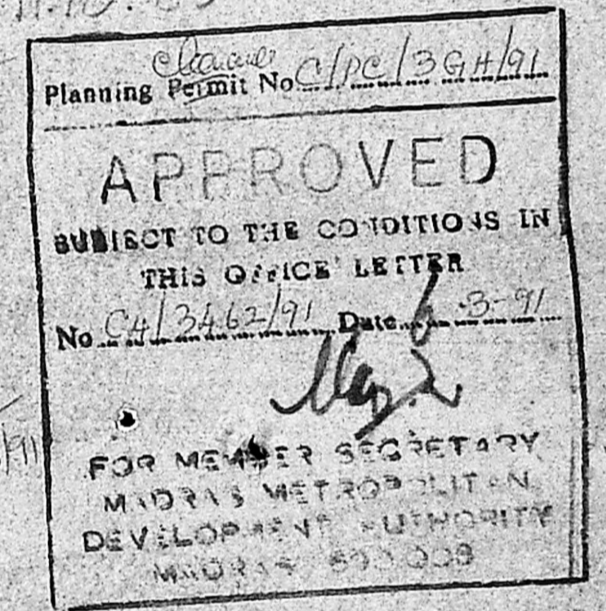 Clearance
Planning Permit No C/PC/3GH/91
APPROVED
SUBJECT TO THE CONDITIONS IN
THIS OFFICE LETTER
No C4/3462/91 Date 6-3-91
FOR MEMBER SECRETARY
MADRAS METROPOLITAN
DEVELOPMENT AUTHORITY
MADRAS 600 008